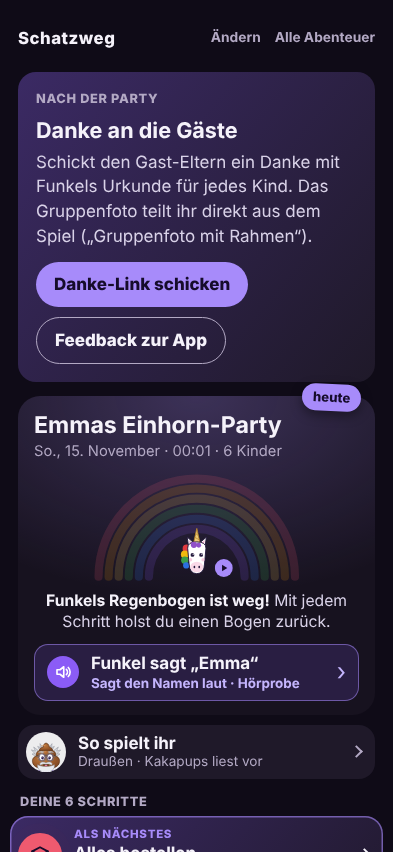 Schatzweg
Ändern Alle Abenteuer
NACH DER PARTY
Danke an die Gäste
Schickt den Gast-Eltern ein Danke mit
Funkels Urkunde für jedes Kind. Das
Gruppenfoto teilt ihr direkt aus dem
Spiel („Gruppenfoto mit Rahmen“).
Danke-Link schicken
Feedback zur App
heute
Emmas Einhorn-Party
So., 15. November · 00:01 · 6 Kinder
Funkels Regenbogen ist weg! Mit jedem
Schritt holst du einen Bogen zurück.
Funkel sagt „Emma“
Sagt den Namen laut · Hörprobe
So spielt ihr
Draußen · Kakapups liest vor
DEINE 6 SCHRITTE
ALS NÄCHSTES
Alles bestellen